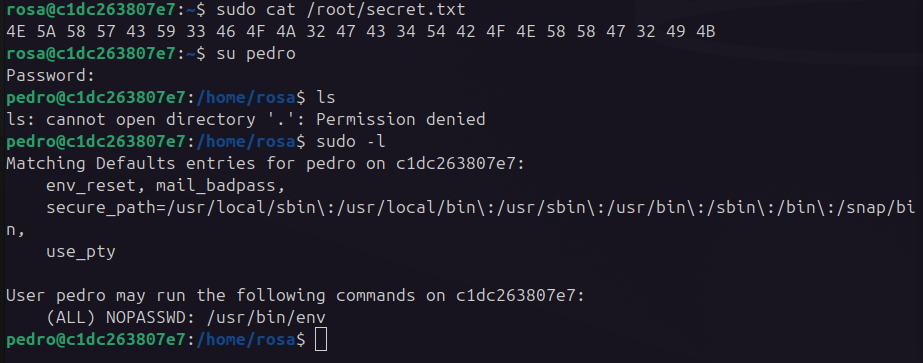 rosa@c1dc263807e7:~$ sudo cat /root/secret.txt
4E 5A 58 57 43 59 33 46 4F 4A 32 47 43 34 54 42 4F 4E 58 58 47 32 49 4B
rosa@c1dc263807e7:~$ su pedro
Password:
pedro@c1dc263807e7:/home/rosa$ ls
ls: cannot open directory '.': Permission denied
pedro@c1dc263807e7:/home/rosa$ sudo -l
Matching Defaults entries for pedro on c1dc263807e7:
    env_reset, mail_badpass,
    secure_path=/usr/local/sbin\:/usr/local/bin\:/usr/sbin\:/usr/bin\:/sbin\:/bin\:/snap/bi
n,
    use_pty

User pedro may run the following commands on c1dc263807e7:
    (ALL) NOPASSWD: /usr/bin/env
pedro@c1dc263807e7:/home/rosa$